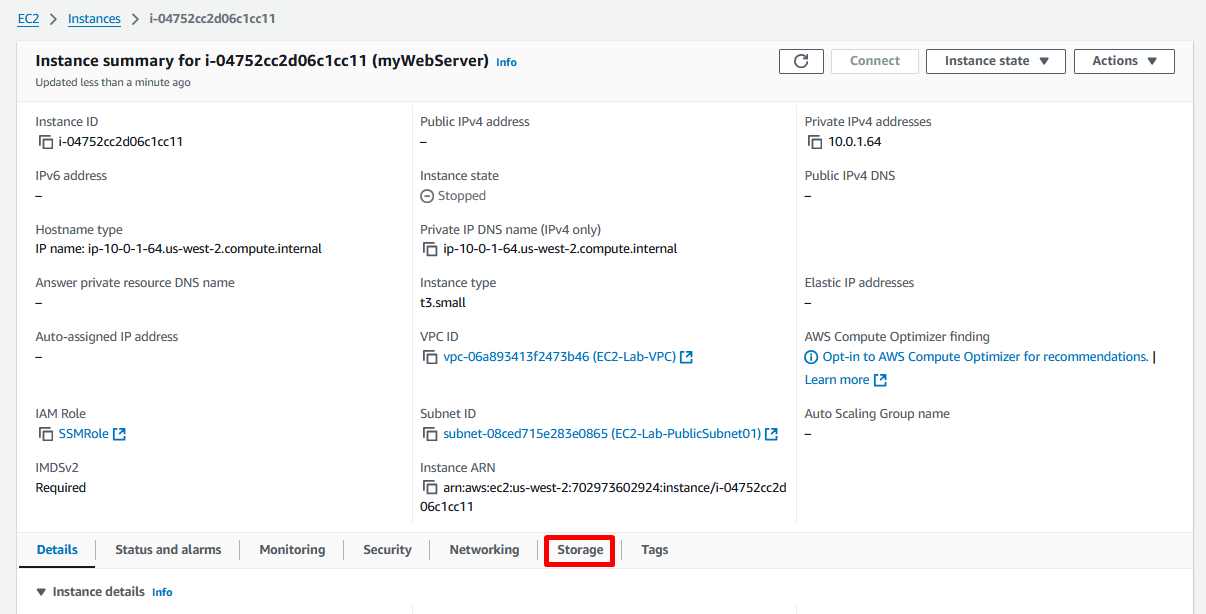 EC2 > Instances > i-04752cc2d06c1cc11
Instance summary for i-04752cc2d06c1cc11 (myWebServer) Info
Updated less than a minute ago
Connect
Instance state
Actions
Instance ID
i-04752cc2d06c1cc11
Public IPv4 address
–
Private IPv4 addresses
10.0.1.64
IPv6 address
–
Instance state
Stopped
Public IPv4 DNS
–
Hostname type
IP name: ip-10-0-1-64.us-west-2.compute.internal
Private IP DNS name (IPv4 only)
ip-10-0-1-64.us-west-2.compute.internal
Answer private resource DNS name
–
Instance type
t3.small
Elastic IP addresses
–
Auto-assigned IP address
–
VPC ID
vpc-06a893413f2473b46 (EC2-Lab-VPC)
AWS Compute Optimizer finding
Opt-in to AWS Compute Optimizer for recommendations. |
Learn more
IAM Role
SSMRole
Subnet ID
subnet-08ced715e283e0865 (EC2-Lab-PublicSubnet01)
Auto Scaling Group name
–
IMDSv2
Required
Instance ARN
arn:aws:ec2:us-west-2:702973602924:instance/i-04752cc2d
06c1cc11
Details
Status and alarms
Monitoring
Security
Networking
Storage
Tags
Instance details Info